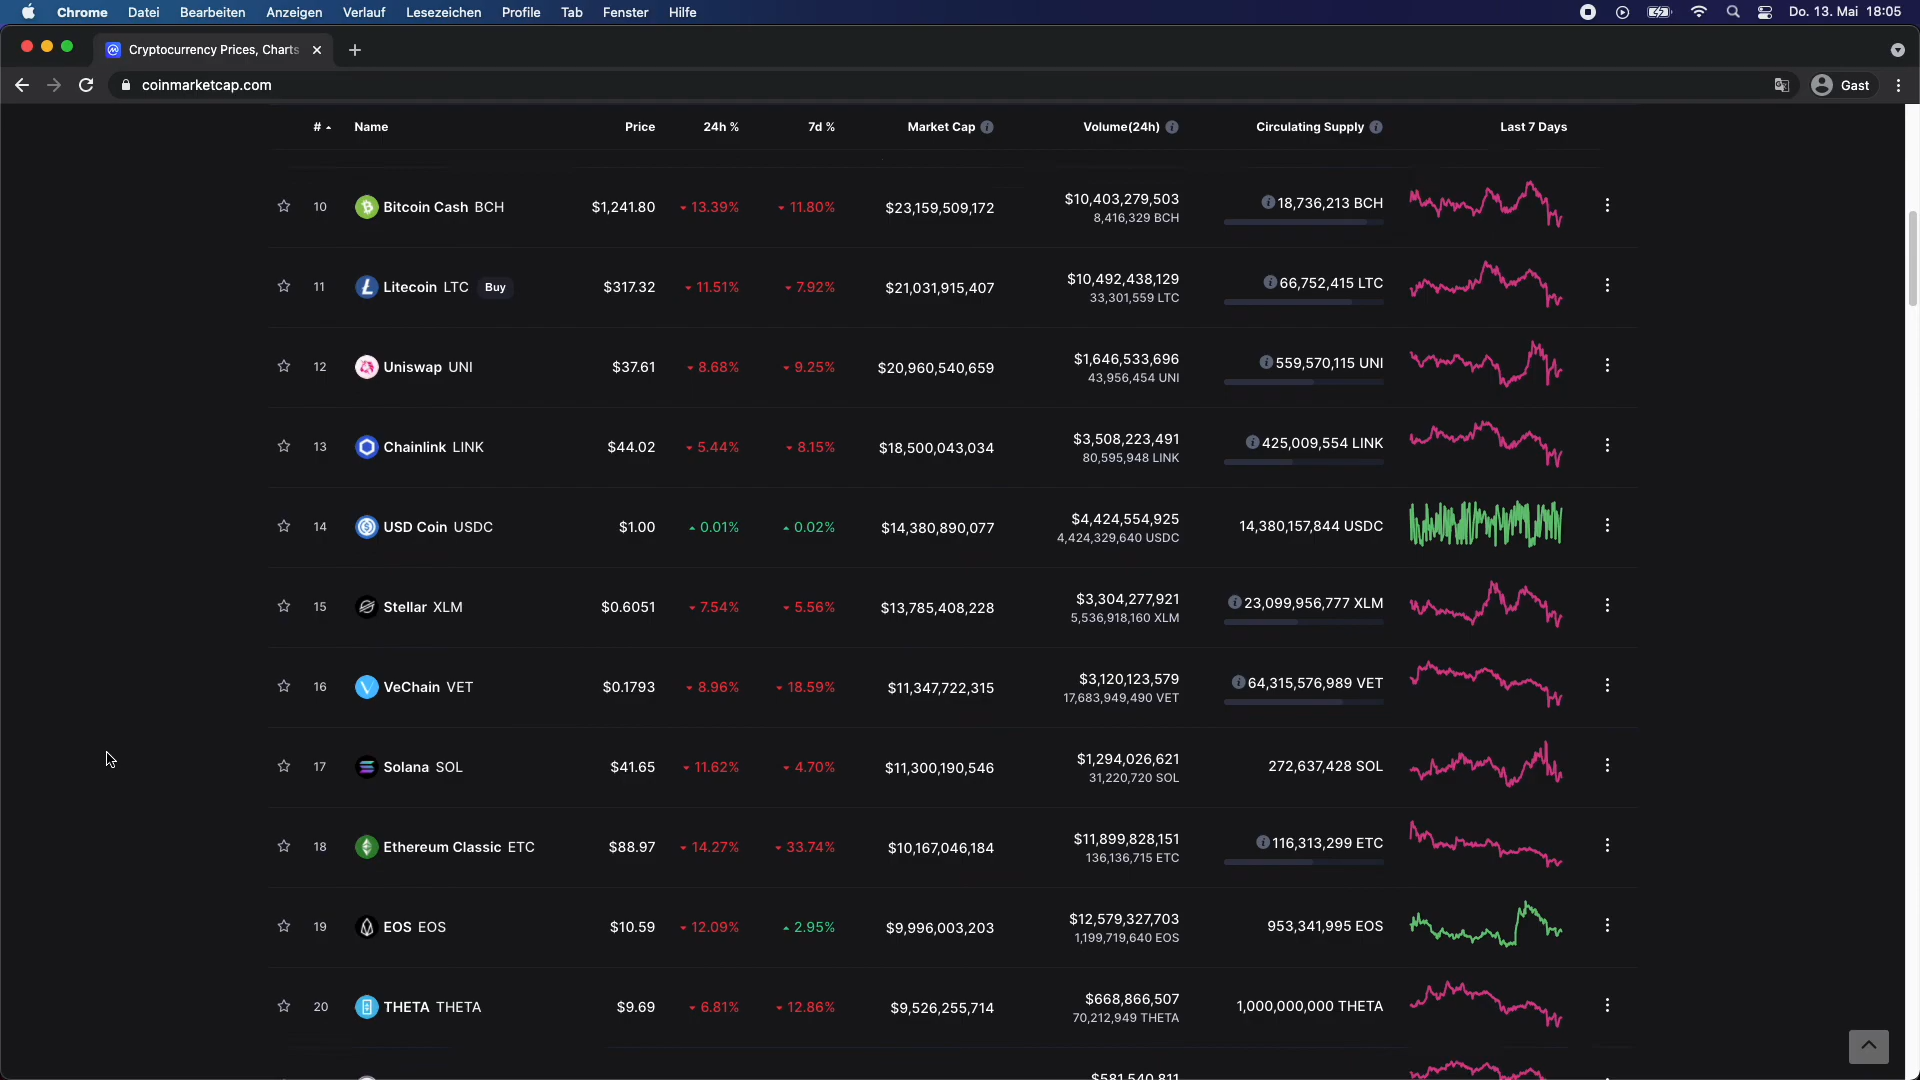 Chrome Datei Bearbeiten Anzeigen Verlauf Lesezeichen Profile Tab Fenster Hilfe Do. 13. Mai 18:05
Cryptocurrency Prices, Charts
coinmarketcap.com Gast
# Name Price 24h % 7d % Market Cap Volume(24h) Circulating Supply Last 7 Days
10 Bitcoin Cash BCH $1,241.80 13.39% 11.80% $23,159,509,172 $10,403,279,503 18,736,213 BCH
8,416,329 BCH
11 Litecoin LTC Buy $317.32 11.51% 7.92% $21,031,915,407 $10,492,438,129 66,752,415 LTC
33,301,559 LTC
12 Uniswap UNI $37.61 8.68% 9.25% $20,960,540,659 $1,646,533,696 559,570,115 UNI
43,956,454 UNI
13 Chainlink LINK $44.02 5.44% 8.15% $18,500,043,034 $3,508,223,491 425,009,554 LINK
80,595,948 LINK
14 USD Coin USDC $1.00 0.01% 0.02% $14,380,890,077 $4,424,554,925 14,380,157,844 USDC
4,424,329,640 USDC
15 Stellar XLM $0.6051 7.54% 5.56% $13,785,408,228 $3,304,277,921 23,099,956,777 XLM
5,536,918,160 XLM
16 VeChain VET $0.1793 8.96% 18.59% $11,347,722,315 $3,120,123,579 64,315,576,989 VET
17,683,949,490 VET
17 Solana SOL $41.65 11.62% 4.70% $11,300,190,546 $1,294,026,621 272,637,428 SOL
31,220,720 SOL
18 Ethereum Classic ETC $88.97 14.27% 33.74% $10,167,046,184 $11,899,828,151 116,313,299 ETC
136,136,715 ETC
19 EOS EOS $10.59 12.09% 2.95% $9,996,003,203 $12,579,327,703 953,341,995 EOS
1,199,719,640 EOS
20 THETA THETA $9.69 6.81% 12.86% $9,526,255,714 $668,866,507 1,000,000,000 THETA
70,212,949 THETA
$581,540,811